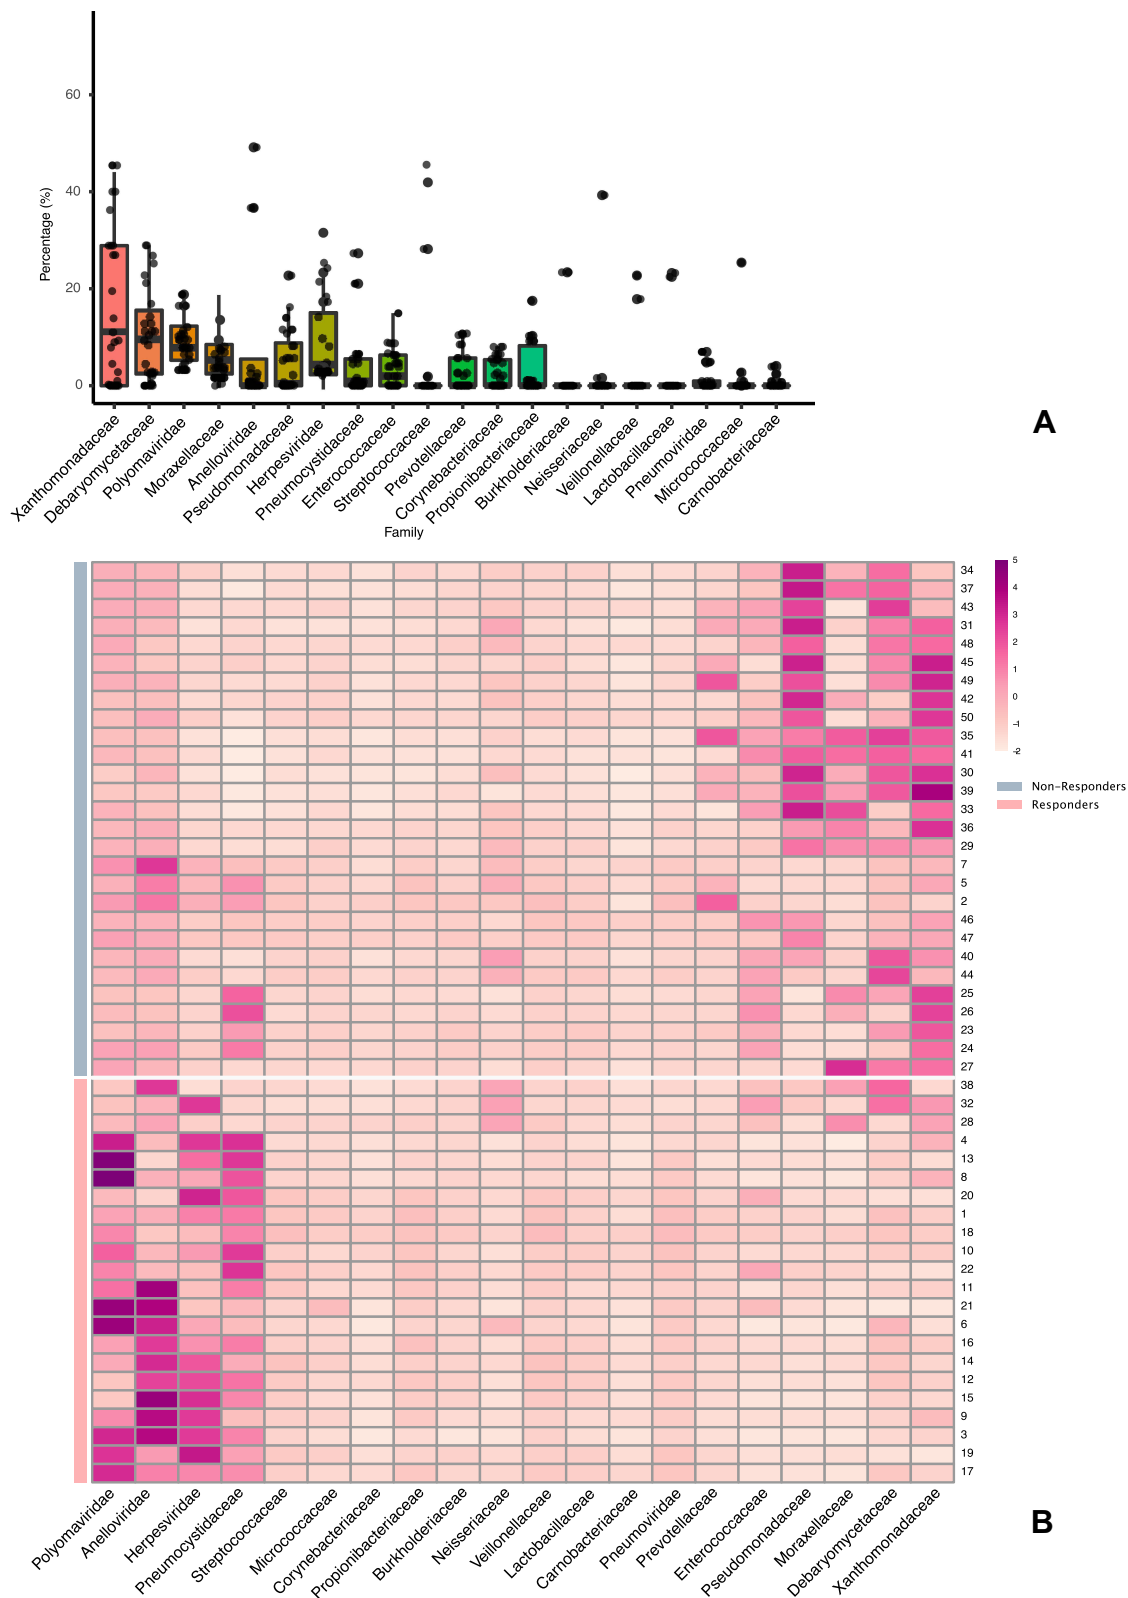 60
40
20
0
Percentage (%)
Xanthomonadaceae
Debaryomycetaceae
Polyomaviridae
Moraxellaceae
Anelloviridae
Pseudomonadaceae
Herpesviridae
Pneumocystidaceae
Enterococcaceae
Streptococcaceae
Prevotellaceae
Corynebacteriaceae
Propionibacteriaceae
Burkholderiaceae
Neisseriaceae
Veillonellaceae
Lactobacillaceae
Pneumoviridae
Micrococcaceae
Carnobacteriaceae
Family
A
34
37
43
31
48
45
49
42
50
35
41
30
39
33
36
29
7
5
2
46
47
40
44
25
26
23
24
27
38
32
28
4
13
8
20
1
18
10
22
11
21
6
16
14
12
15
9
3
19
17
5
4
3
2
1
0
-1
-2
Non-Responders
Responders
Polyomaviridae
Anelloviridae
Herpesviridae
Pneumocystidaceae
Streptococcaceae
Micrococcaceae
Corynebacteriaceae
Propionibacteriaceae
Burkholderiaceae
Neisseriaceae
Veillonellaceae
Lactobacillaceae
Carnobacteriaceae
Pneumoviridae
Prevotellaceae
Enterococcaceae
Pseudomonadaceae
Moraxellaceae
Debaryomycetaceae
Xanthomonadaceae
B